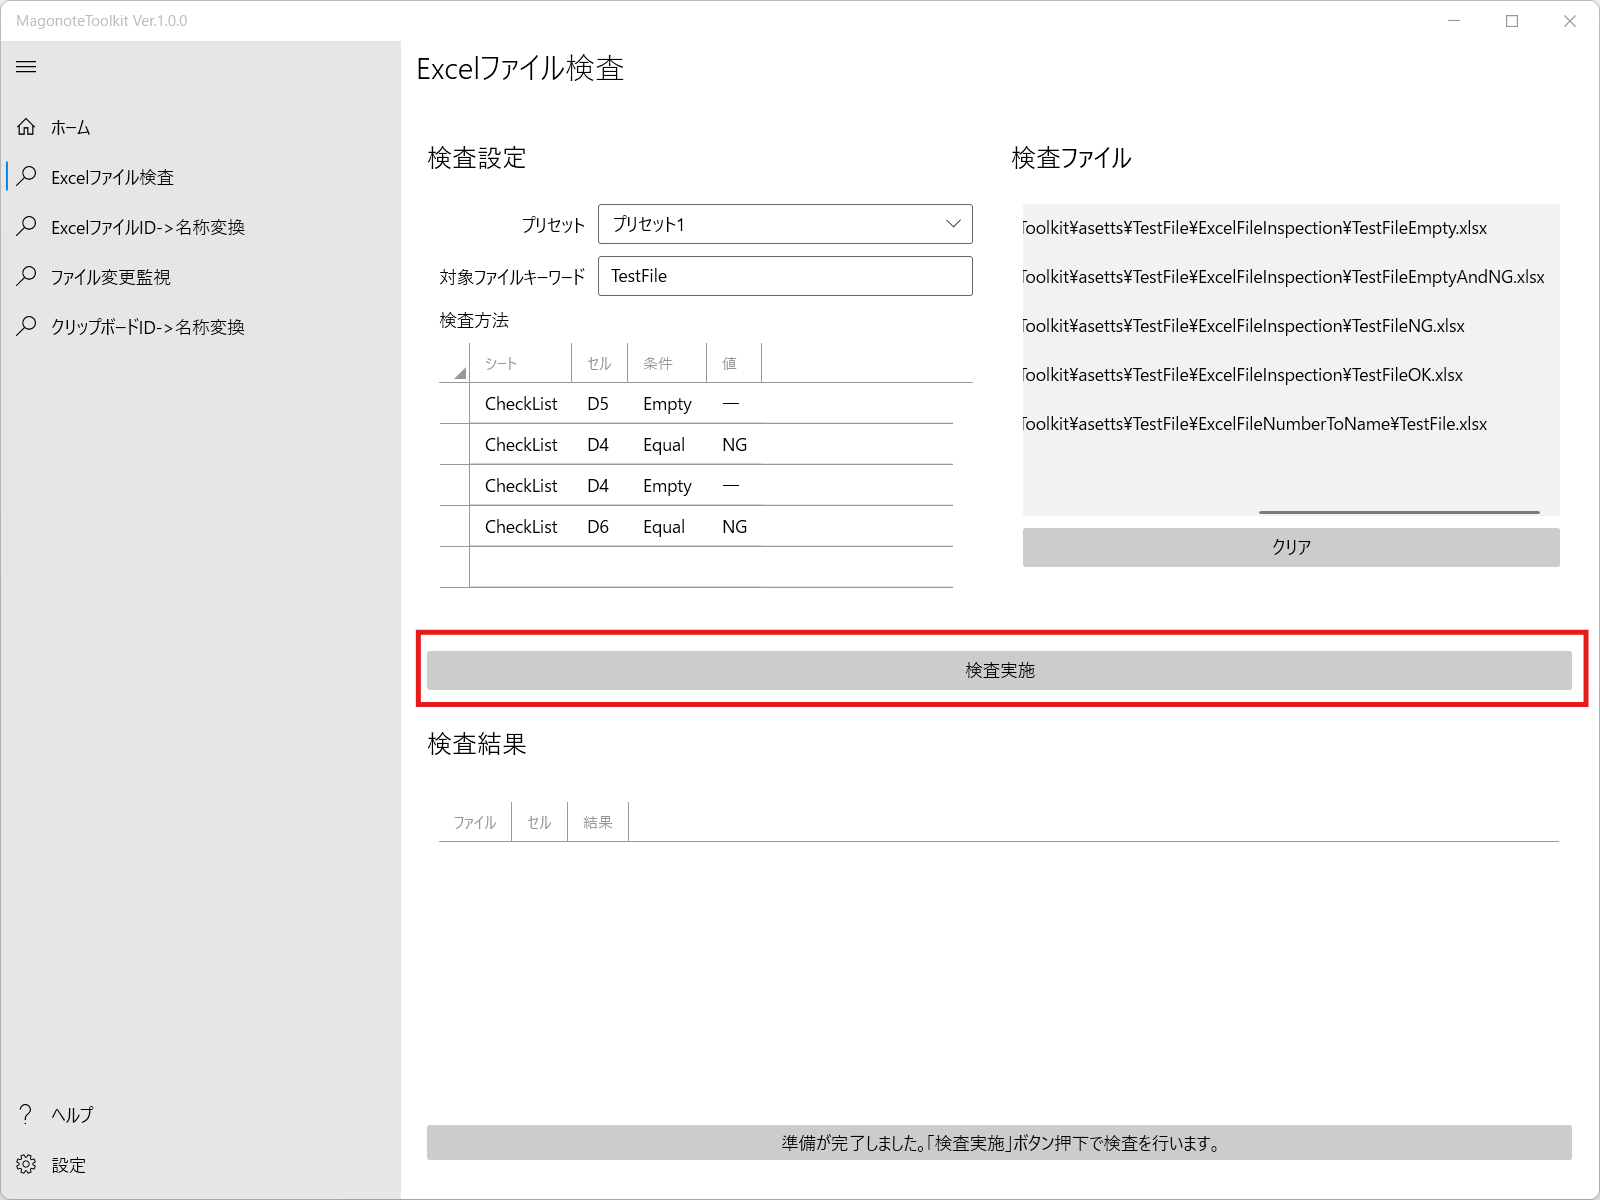 MagonoteToolkit Ver.1.0.0
ホーム
Excelファイル検査
ExcelファイルID->名称変換
ファイル変更監視
クリップボードID->名称変換
ヘルプ
設定
Excelファイル検査
検査設定
プリセット プリセット1
対象ファイルキーワード TestFile
検査方法
シート セル 条件 値
CheckList D5 Empty —
CheckList D4 Equal NG
CheckList D4 Empty —
CheckList D6 Equal NG
検査ファイル
Toolkit¥asetts¥TestFile¥ExcelFileInspection¥TestFileEmpty.xlsx
Toolkit¥asetts¥TestFile¥ExcelFileInspection¥TestFileEmptyAndNG.xlsx
Toolkit¥asetts¥TestFile¥ExcelFileInspection¥TestFileNG.xlsx
Toolkit¥asetts¥TestFile¥ExcelFileInspection¥TestFileOK.xlsx
Toolkit¥asetts¥TestFile¥ExcelFileNumberToName¥TestFile.xlsx
クリア
検査実施
検査結果
ファイル セル 結果
準備が完了しました。「検査実施」ボタン押下で検査を行います。